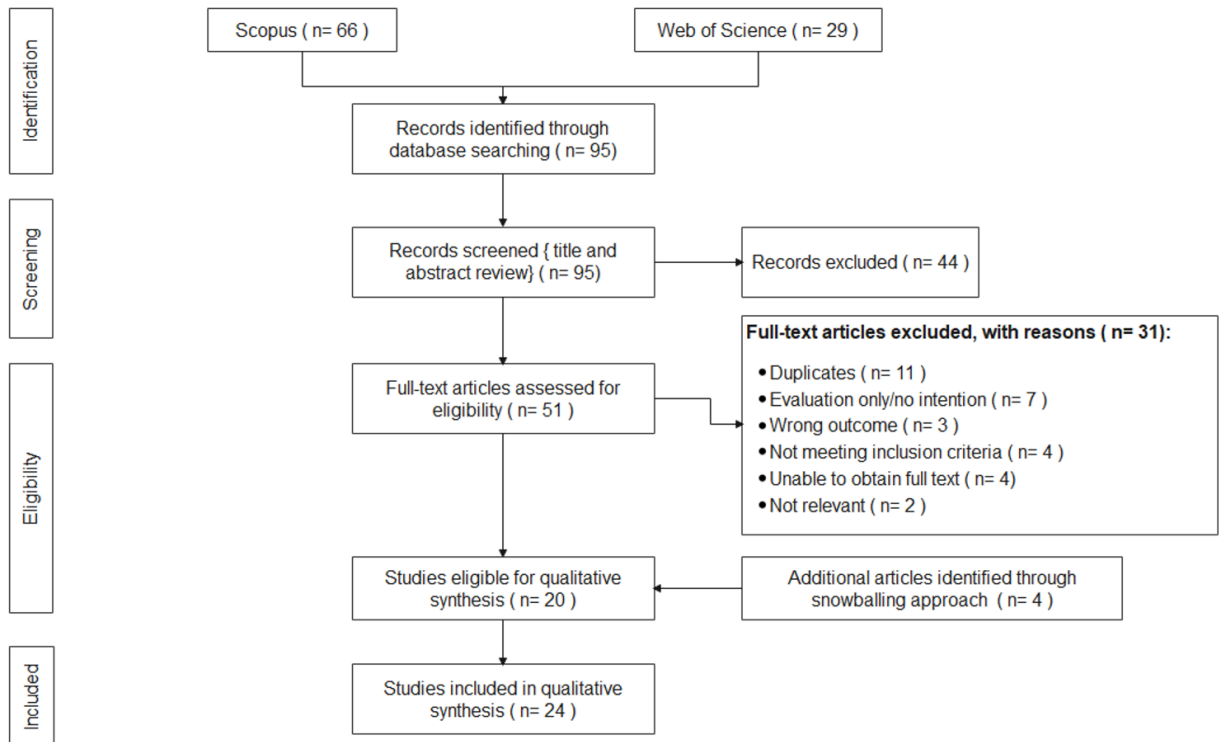 Identification
Scopus ( n= 66 )
Web of Science ( n= 29 )
Records identified through
database searching ( n= 95)
Screening
Records screened { title and
abstract review} ( n= 95)
Records excluded ( n= 44 )
Eligibility
Full-text articles assessed for
eligibility ( n= 51 )
Full-text articles excluded, with reasons ( n= 31):
• Duplicates ( n= 11 )
• Evaluation only/no intention ( n= 7 )
• Wrong outcome ( n= 3 )
• Not meeting inclusion criteria ( n= 4 )
• Unable to obtain full text ( n= 4)
• Not relevant ( n= 2 )
Studies eligible for qualitative
synthesis ( n= 20 )
Additional articles identified through
snowballing approach ( n= 4 )
Included
Studies included in qualitative
synthesis ( n= 24 )